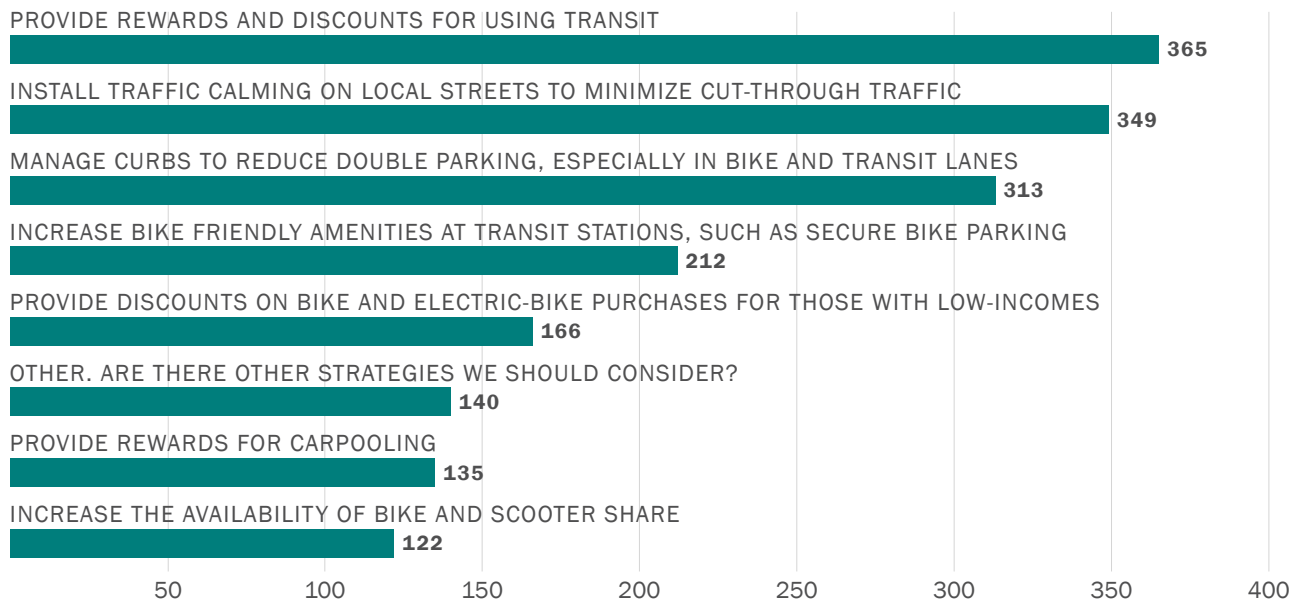 PROVIDE REWARDS AND DISCOUNTS FOR USING TRANSIT
365
INSTALL TRAFFIC CALMING ON LOCAL STREETS TO MINIMIZE CUT-THROUGH TRAFFIC
349
MANAGE CURBS TO REDUCE DOUBLE PARKING, ESPECIALLY IN BIKE AND TRANSIT LANES
313
INCREASE BIKE FRIENDLY AMENITIES AT TRANSIT STATIONS, SUCH AS SECURE BIKE PARKING
212
PROVIDE DISCOUNTS ON BIKE AND ELECTRIC-BIKE PURCHASES FOR THOSE WITH LOW-INCOMES
166
OTHER. ARE THERE OTHER STRATEGIES WE SHOULD CONSIDER?
140
PROVIDE REWARDS FOR CARPOOLING
135
INCREASE THE AVAILABILITY OF BIKE AND SCOOTER SHARE
122
50 100 150 200 250 300 350 400